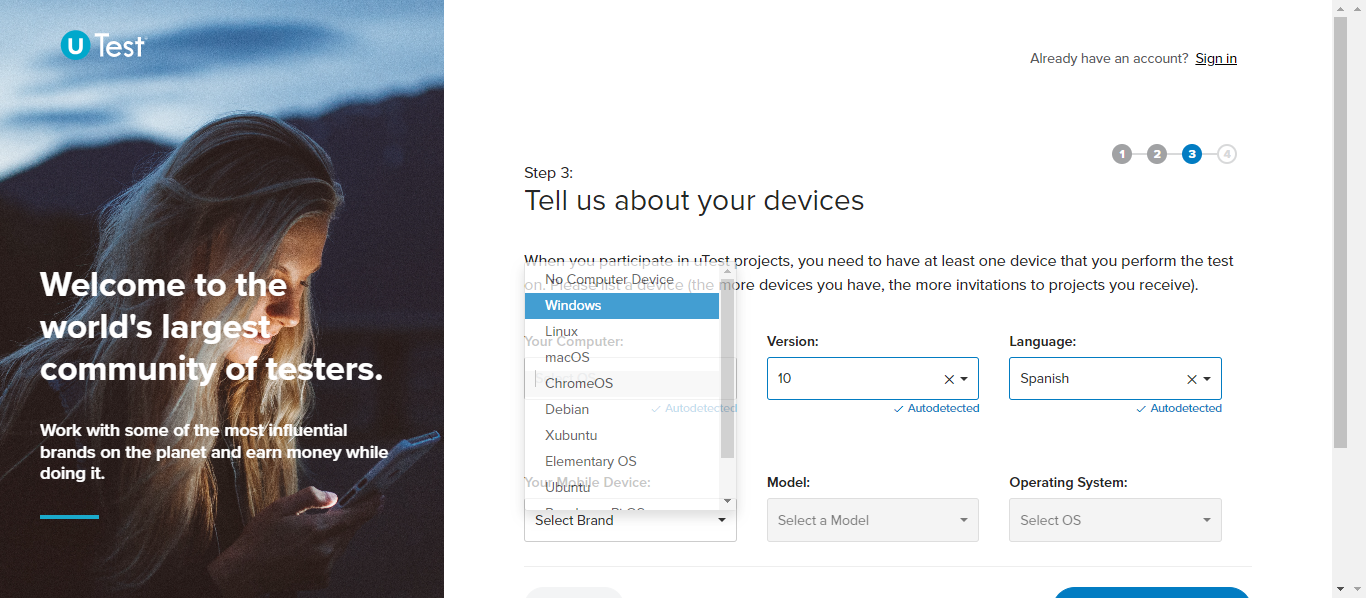 U Test
Already have an account? Sign in
1 2 3 4
Step 3:
Tell us about your devices
Welcome to the
world's largest
community of testers.
Work with some of the most influential
brands on the planet and earn money while
doing it.
When you participate in uTest projects, you need to have at least one device that you perform the test
on. Please list a device (the more devices you have, the more invitations to projects you receive).
No Computer Device
Windows
Linux
macOS
ChromeOS
Debian
Xubuntu
Elementary OS
Ubuntu
Your Computer:
Select OS
Autodetected
Version:
10
Autodetected
Language:
Spanish
Autodetected
Your Mobile Device:
Select Brand
Model:
Select a Model
Operating System:
Select OS